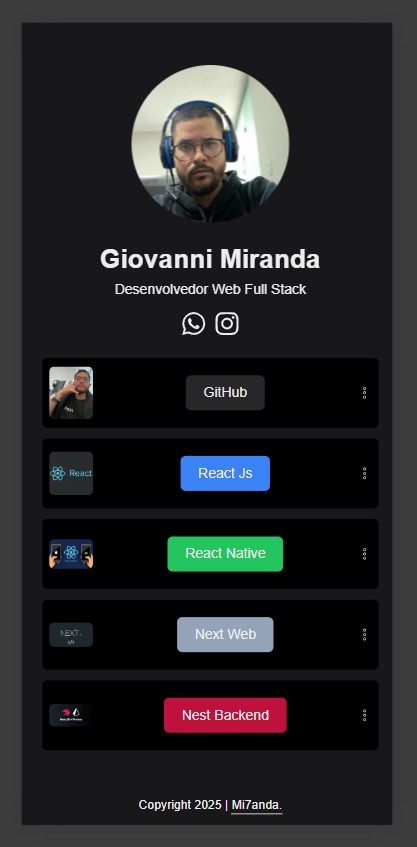 Giovanni Miranda
Desenvolvedor Web Full Stack
GitHub
React
React Js
React Native
NEXT.
</>
Next Web
Nest Backend
Copyright 2025 | Mi7anda.